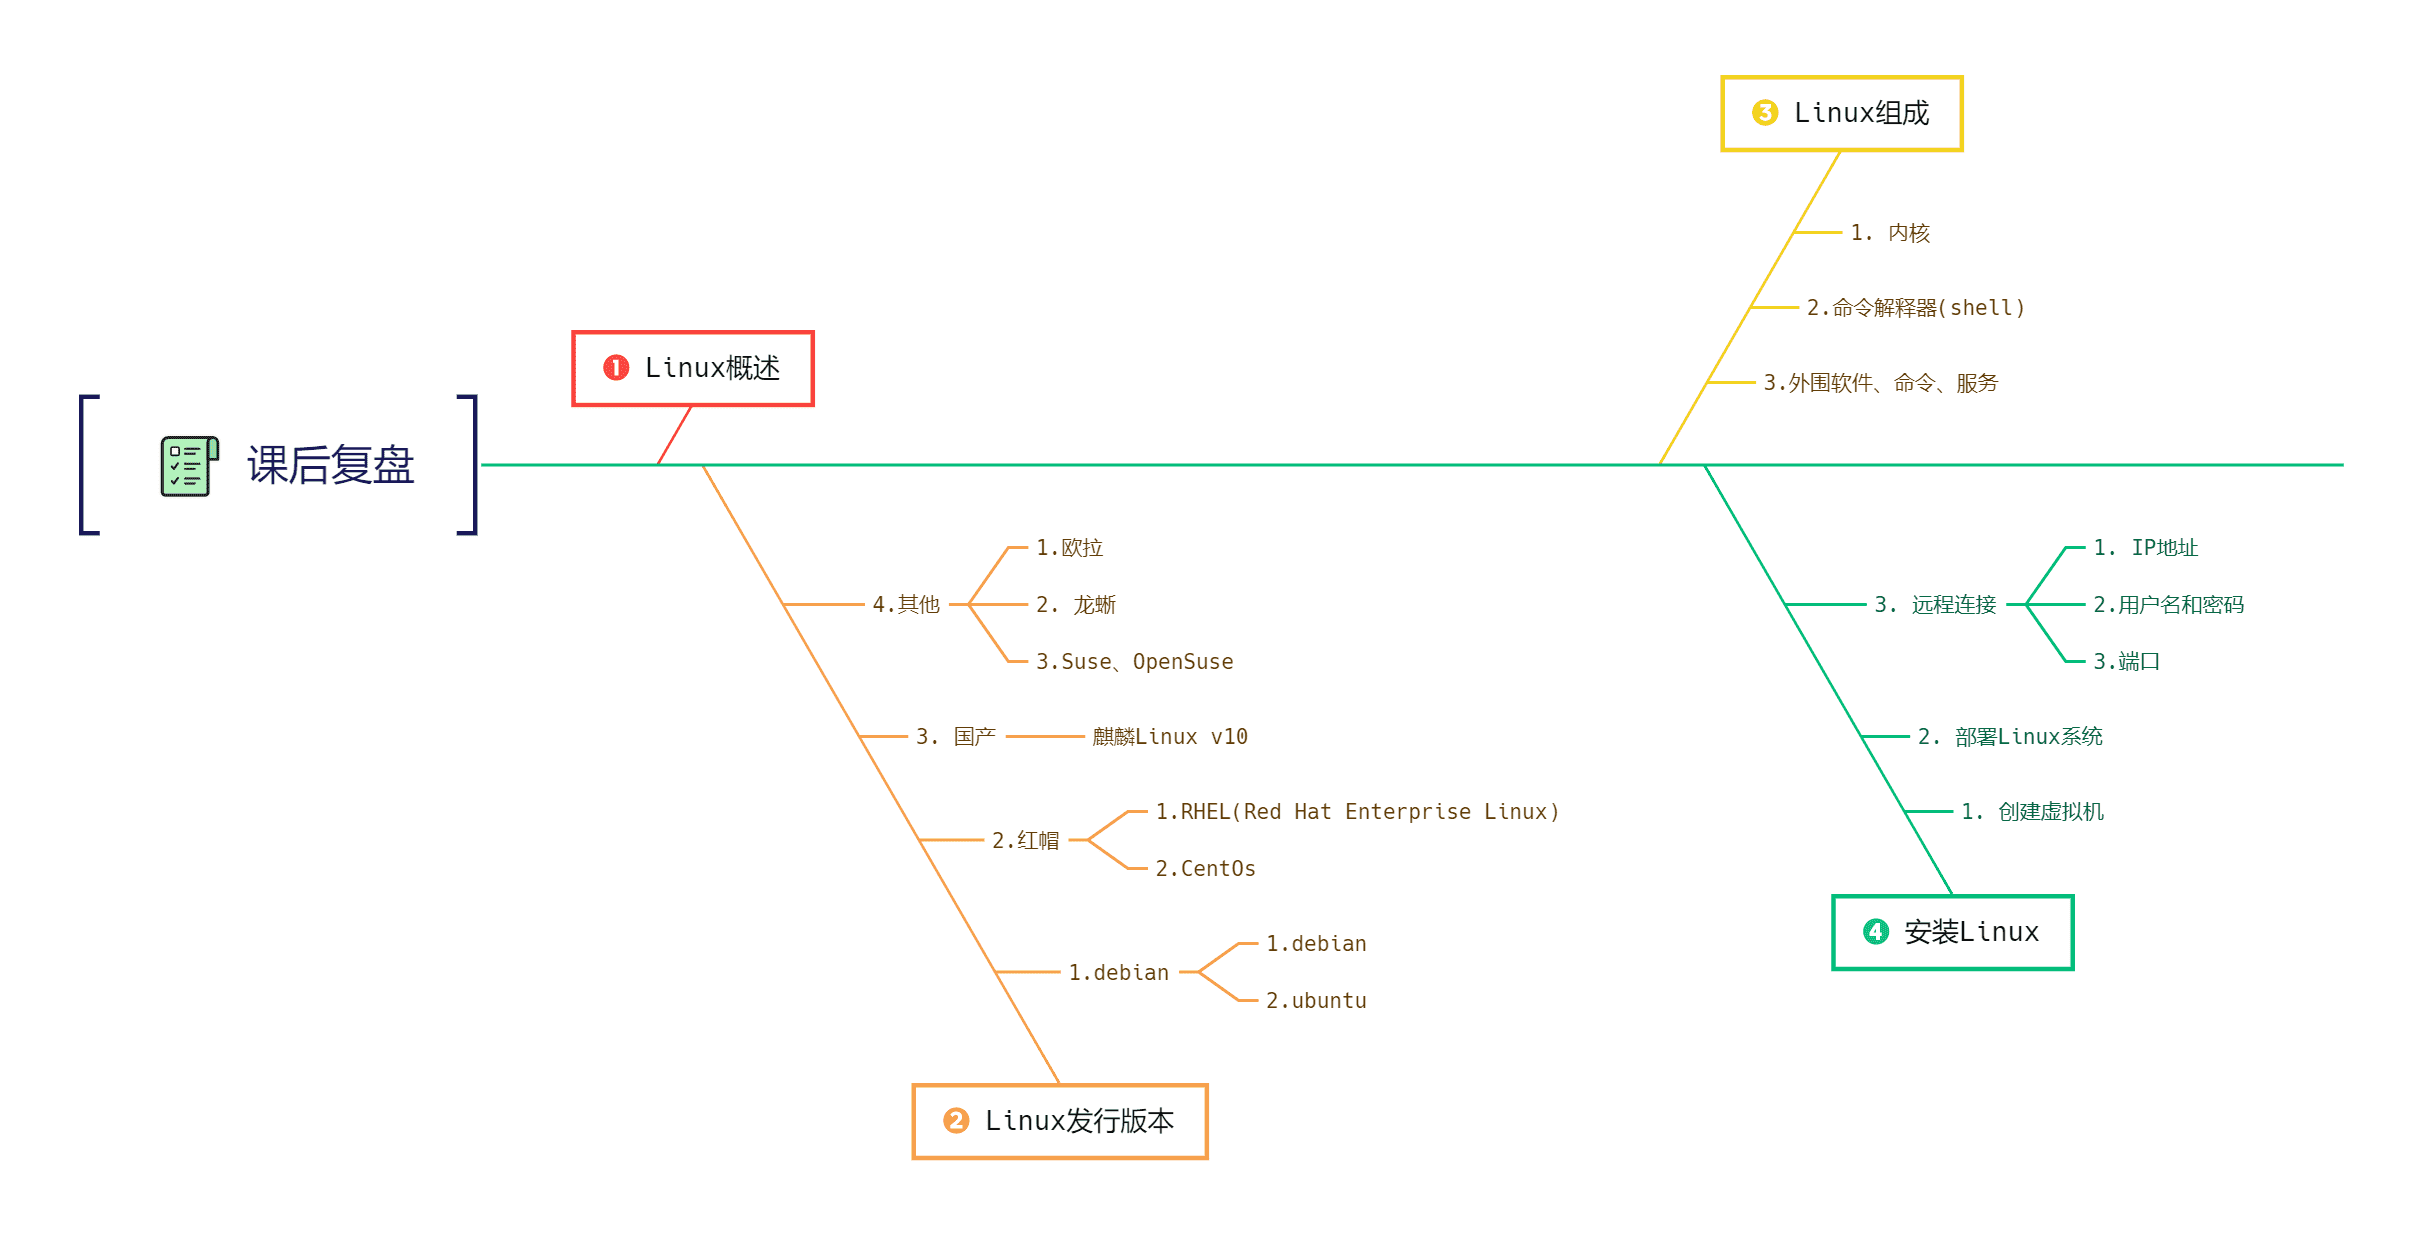 课后复盘
❶ Linux概述
❷ Linux发行版本
4.其他
1.欧拉
2. 龙蜥
3.Suse、OpenSuse
3. 国产
麒麟Linux v10
2.红帽
1.RHEL(Red Hat Enterprise Linux)
2.CentOs
1.debian
1.debian
2.ubuntu
❸ Linux组成
1. 内核
2.命令解释器(shell)
3.外围软件、命令、服务
❹ 安装Linux
3. 远程连接
1. IP地址
2.用户名和密码
3.端口
2. 部署Linux系统
1. 创建虚拟机